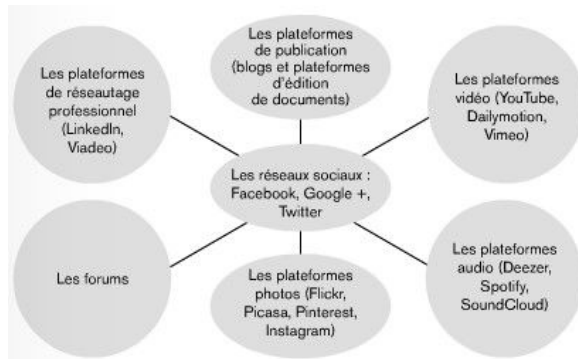 Les plateformes
de publication
(blogs et plateformes
d'édition
de documents)
Les plateformes
de réseautage
professionnel
(LinkedIn,
Viadeo)
Les plateformes
vidéo (YouTube,
Dailymotion,
Vimeo)
Les réseaux sociaux :
Facebook, Google +,
Twitter
Les forums
Les plateformes
photos (Flickr,
Picasa, Pinterest,
Instagram)
Les plateformes
audio (Deezer,
Spotify,
SoundCloud)